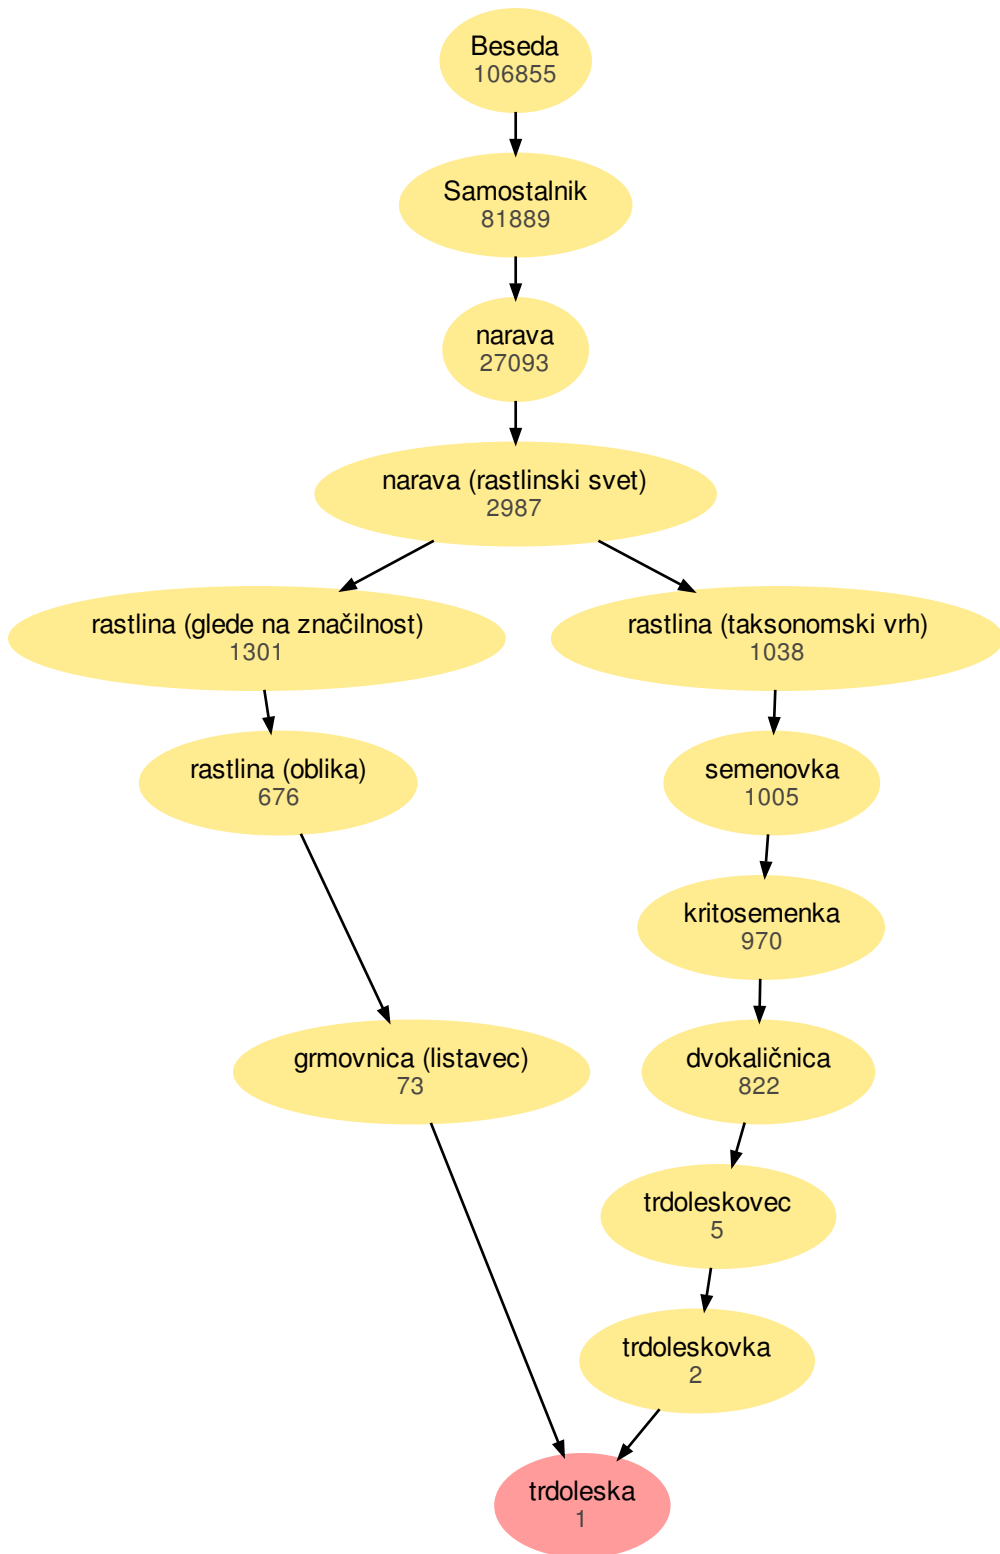 Beseda
106855
Samostalnik
81889
narava
27093
narava (rastlinski svet)
2987
rastlina (glede na značilnost)
1301
rastlina (taksonomski vrh)
1038
rastlina (oblika)
676
semenovka
1005
kritosemenka
970
grmovnica (listavec)
73
dvokaličnica
822
trdoleskovec
5
trdoleskovka
2
trdoleska
1